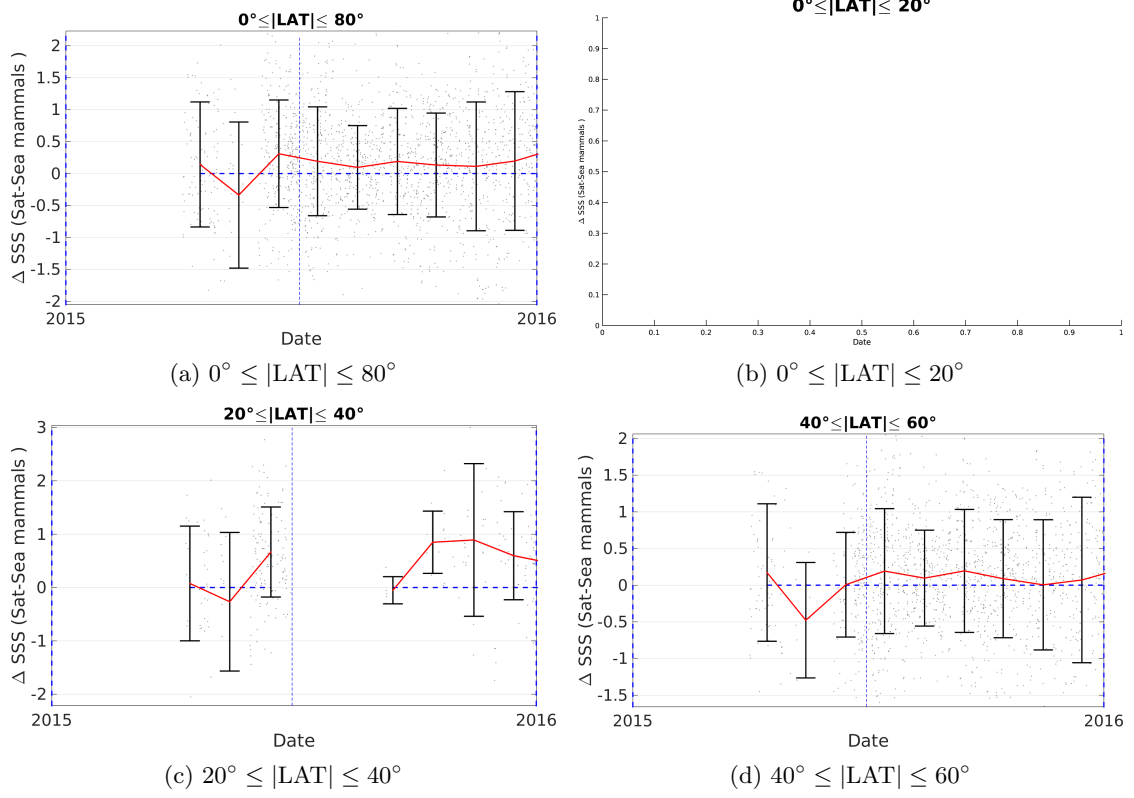 0°≤|LAT|≤ 80°
Δ SSS (Sat-Sea mammals )
2
1.5
1
0.5
0
-0.5
-1
-1.5
-2
2015
2016
Date
(a) 0° ≤ |LAT| ≤ 80°
0°≤|LAT|≤ 20°
Δ SSS (Sat-Sea mammals )
1
0.9
0.8
0.7
0.6
0.5
0.4
0.3
0.2
0.1
0
0 0.1 0.2 0.3 0.4 0.5 0.6 0.7 0.8 0.9 1
Date
(b) 0° ≤ |LAT| ≤ 20°
20°≤|LAT|≤ 40°
Δ SSS (Sat-Sea mammals )
3
2
1
0
-1
-2
2015
2016
Date
(c) 20° ≤ |LAT| ≤ 40°
40°≤|LAT|≤ 60°
Δ SSS (Sat-Sea mammals )
2
1.5
1
0.5
0
-0.5
-1
-1.5
2015
2016
Date
(d) 40° ≤ |LAT| ≤ 60°